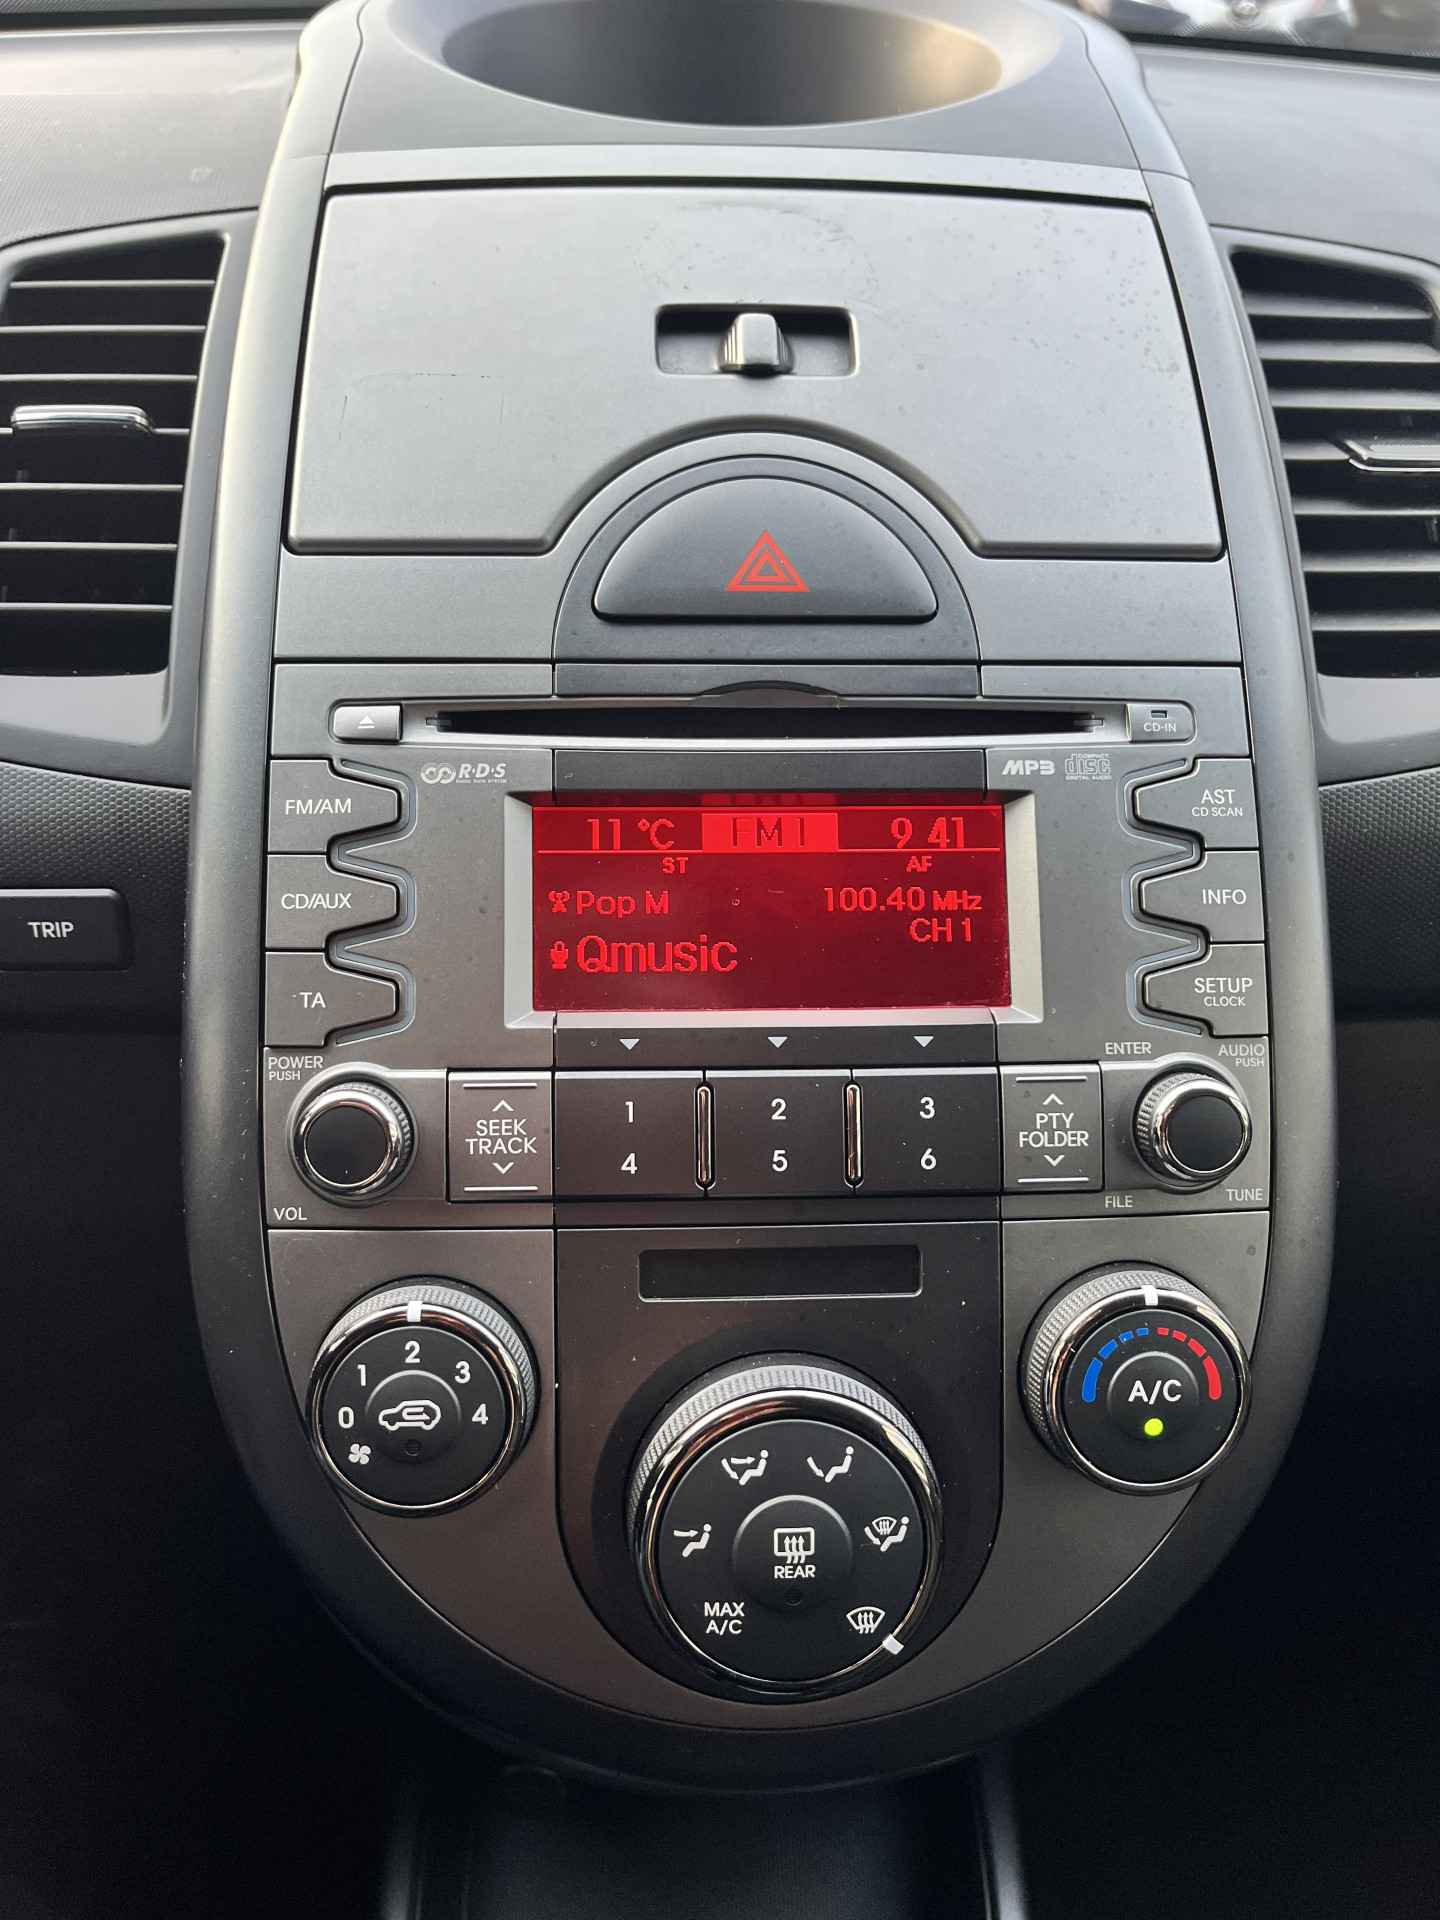 CD-IN
R·D·S
RADIO DATA SYSTEM
MP3
COMPACT
disc
DIGITAL AUDIO
FM/AM
AST
CD SCAN
11 °C FM1 9 41
ST AF
CD/AUX
INFO
Pop M 100.40 MHz
CH 1
TRIP
Qmusic
TA
SETUP
CLOCK
POWER
PUSH
ENTER
AUDIO
PUSH
SEEK
TRACK
1 2 3
4 5 6
PTY
FOLDER
VOL
FILE
TUNE
0 1 2 3 4
A/C
REAR
MAX
A/C